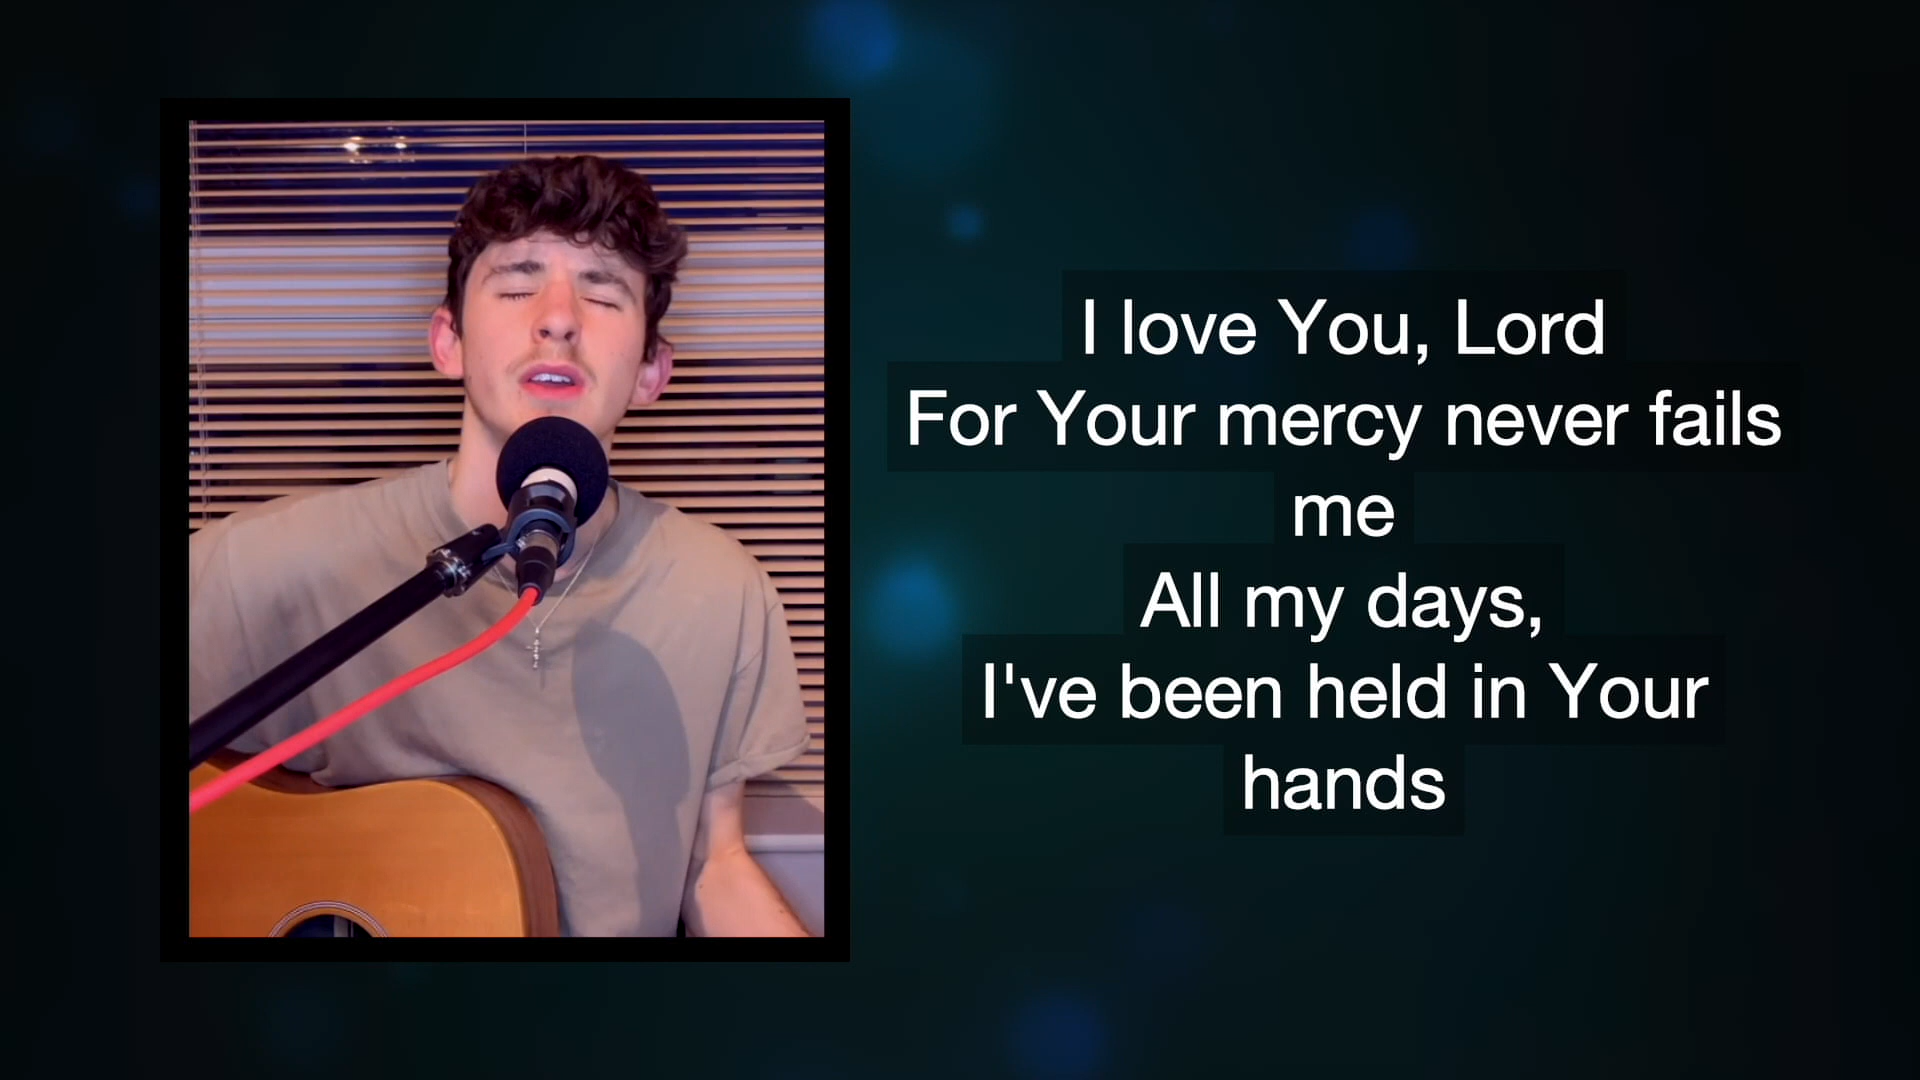 I love You, Lord
For Your mercy never fails
me
All my days,
I've been held in Your
hands